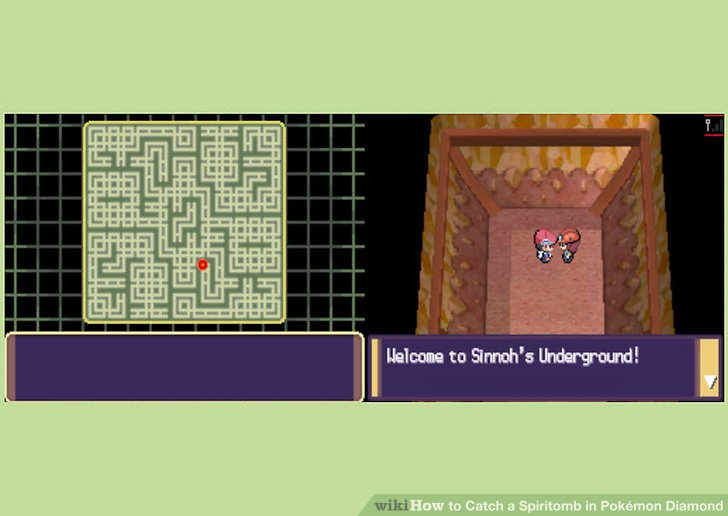 Welcome to Sinnoh's Underground!
wikiHow to Catch a Spiritomb in Pokémon Diamond